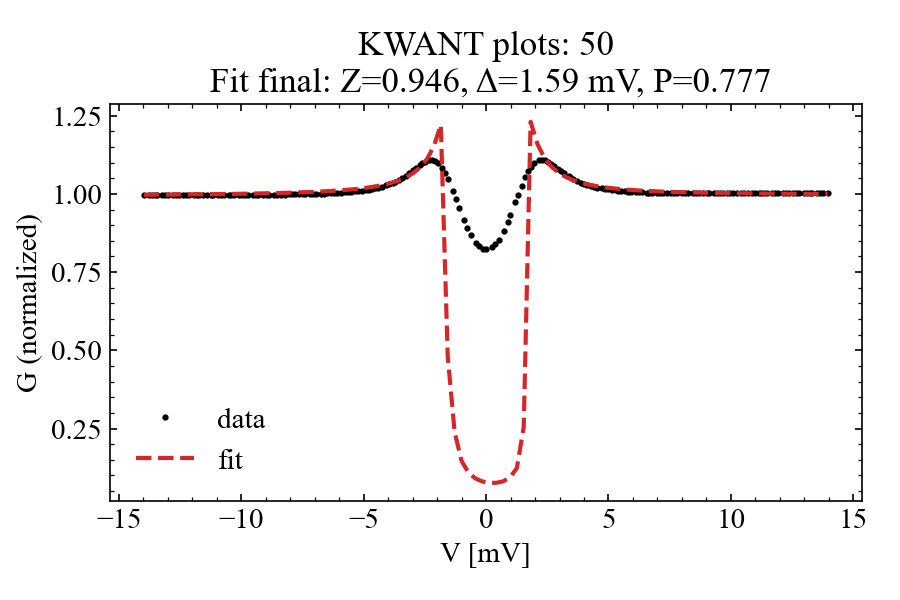 KWANT plots: 50
Fit final: Z=0.946, Δ=1.59 mV, P=0.777
1.25
1.00
0.75
0.50
0.25
G (normalized)
data
fit
−15
−10
−5
0
5
10
15
V [mV]